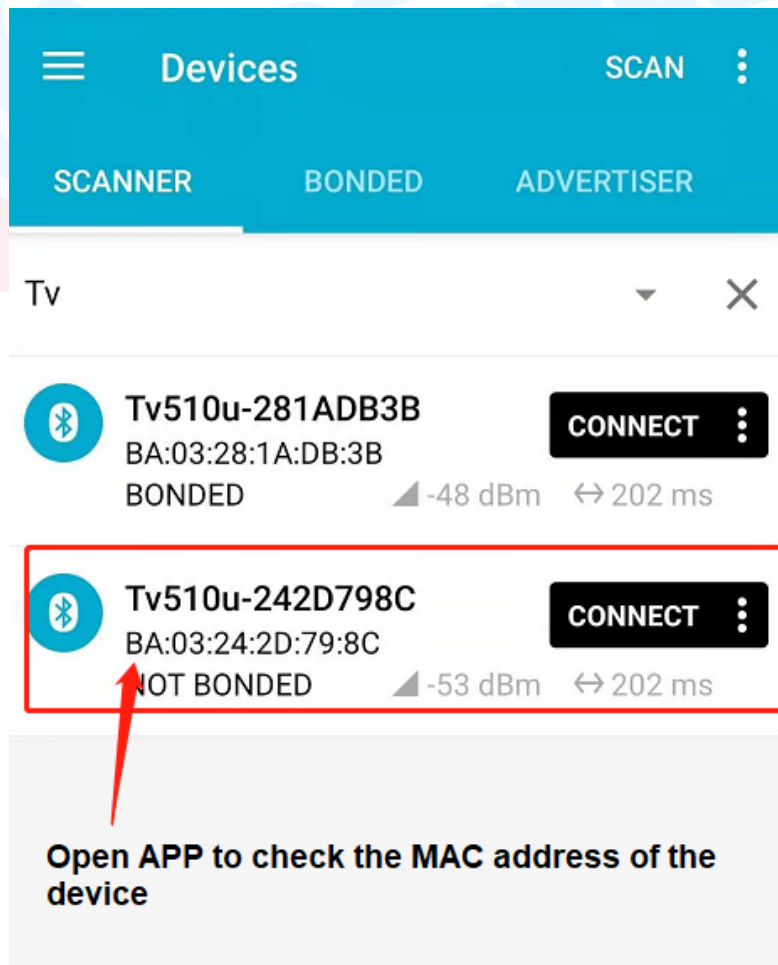 Devices SCAN
SCANNER BONDED ADVERTISER
Tv
Tv510u-281ADB3B
CONNECT
BA:03:28:1A:DB:3B
BONDED -48 dBm 202 ms
Tv510u-242D798C
CONNECT
BA:03:24:2D:79:8C
NOT BONDED -53 dBm 202 ms
Open APP to check the MAC address of the
device